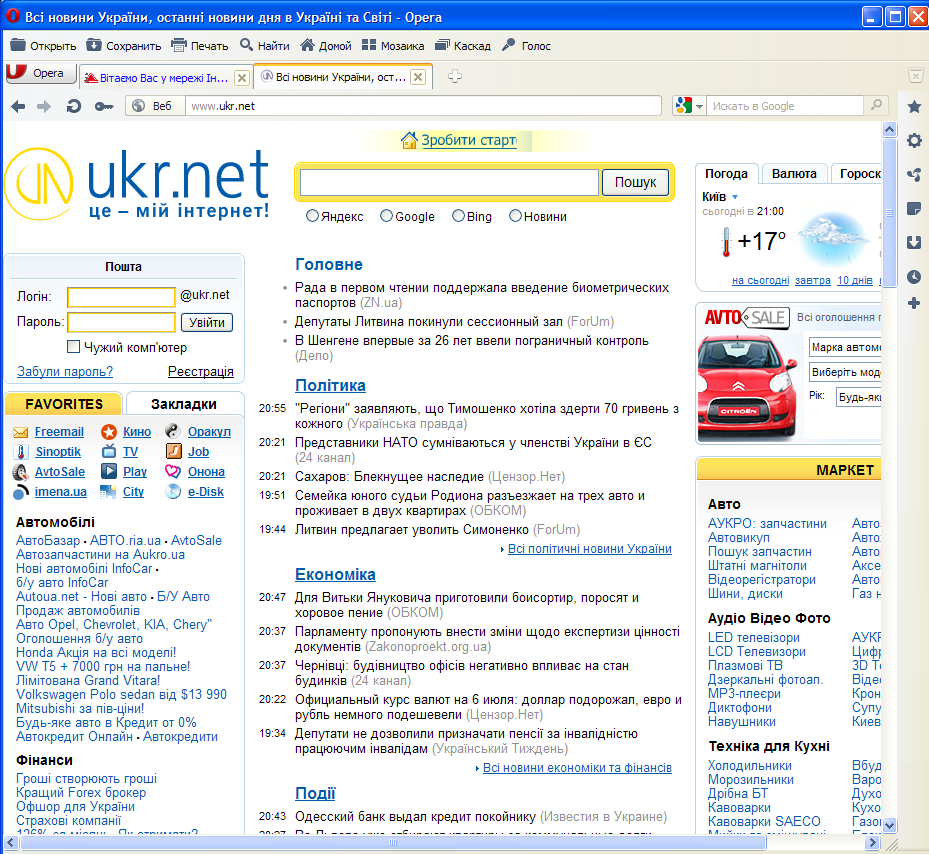 Всі новини України, останні новини дня в Україні та Світі - Opera
Открыть Сохранить Печать Найти Домой Мозаика Каскад Голос
Opera
Вітаємо Вас у мережі Ін...
Всі новини України, ост...
Веб
www.ukr.net
Искать в Google
Зробити старт
ukr.net
це – мій інтернет!
Пошук
Яндекс Google Bing Новини
Погода Валюта Гороск
Київ
сьогодні в 21:00
+17°
на сьогодні завтра 10 днів
Пошта
Логін: @ukr.net
Пароль: Увійти
Чужий комп'ютер
Забули пароль? Реєстрація
FAVORITES Закладки
Freemail Кино Оракул
Sinoptik TV Job
AvtoSale Play Онона
imena.ua City e-Disk
Автомобілі
АвтоБазар • АВТО.ria.ua • AvtoSale
Автозапчастини на Aukro.ua
Нові автомобілі InfoCar •
б/у авто InfoCar
Autoua.net - Нові авто • Б/У Авто
Продаж автомобилів
Авто Opel, Chevrolet, KIA, Chery"
Оголошення б/у авто
Honda Акція на всі моделі!
VW T5 + 7000 грн на пальне!
Лімітована Grand Vitara!
Volkswagen Polo sedan від $13 990
Mitsubishi за пів-ціни!
Будь-яке авто в Кредит от 0%
Автокредит Онлайн • Автокредити
Фінанси
Гроші створюють гроші
Кращий Forex брокер
Офшор для України
Страхові компанії
126% за місяць. Як отримати?
Головне
Рада в первом чтении поддержала введение биометрических
паспортов (ZN.ua)
Депутаты Литвина покинули сессионный зал (ForUm)
В Шенгене впервые за 26 лет ввели пограничный контроль
(Дело)
Політика
20:55 "Регіони" заявляють, що Тимошенко хотіла здерти 70 гривень з
кожного (Українська правда)
20:21 Представники НАТО сумніваються у членстві України в ЄС
(24 канал)
20:21 Сахаров: Блекнущее наследие (Цензор.Нет)
19:51 Семейка юного судьи Родиона разъезжает на трех авто и
проживает в двух квартирах (ОБКОМ)
19:44 Литвин предлагает уволить Симоненко (ForUm)
Всі політичні новини України
Економіка
20:47 Для Витьки Януковича приготовили боисортир, поросят и
хоровое пение (ОБКОМ)
20:37 Парламенту пропонують внести зміни щодо експертизи цінності
документів (Zakonoproekt.org.ua)
20:37 Чернівці: будівництво офісів негативно впливає на стан
будинків (24 канал)
20:22 Официальный курс валют на 6 июля: доллар подорожал, евро и
рубль немного подешевели (Цензор.Нет)
19:34 Депутати не дозволили призначати пенсії за інвалідністю
працюючим інвалідам (Український Тиждень)
Всі новини економіки та фінансів
Події
20:43 Одесский банк выдал кредит покойнику (Известия в Украине)
AVTO SALE Всі оголошення п
Марка автомо
Виберіть мод
Рік: Будь-яки
CITROËN
МАРКЕТ
Авто
АУКРО: запчастини Авто
Автовикуп Авто
Пошук запчастин Авто
Штатні магнітоли Аксе
Відеорегістратори Авто
Шини, диски Газ н
Аудіо Відео Фото
LED телевізори АУКР
LCD Телевизори Цифр
Плазмові ТВ 3D Т
Дзеркальні фотоап. Відео
MP3-плеєри Крон
Диктофони Супу
Навушники Киев
Техніка для Кухні
Холодильники Вбуд
Морозильники Варо
Дрібна БТ Духо
Кавоварки Кухо
Кавоварки SAECO Газо